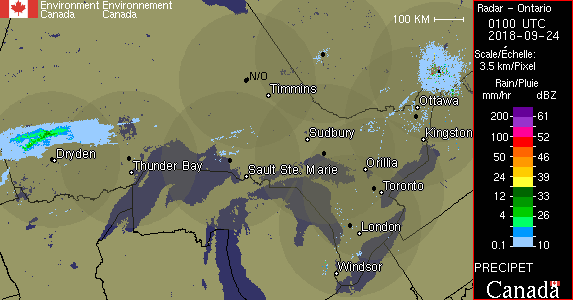 Environment Environnement
Canada Canada
100 KM
N/O
Timmins
Ottawa
Sudbury
Kingston
Dryden
Thunder Bay
Sault Ste. Marie
Orillia
Toronto
London
Windsor
Radar - Ontario
0100 UTC
2018-09-24
Scale/Échelle:
3.5 km/Pixel
Rain/Pluie
mm/hr dBZ
200 61
100 52
50 46
24 39
12 33
4 26
0.1 10
PRECIPET
Canada